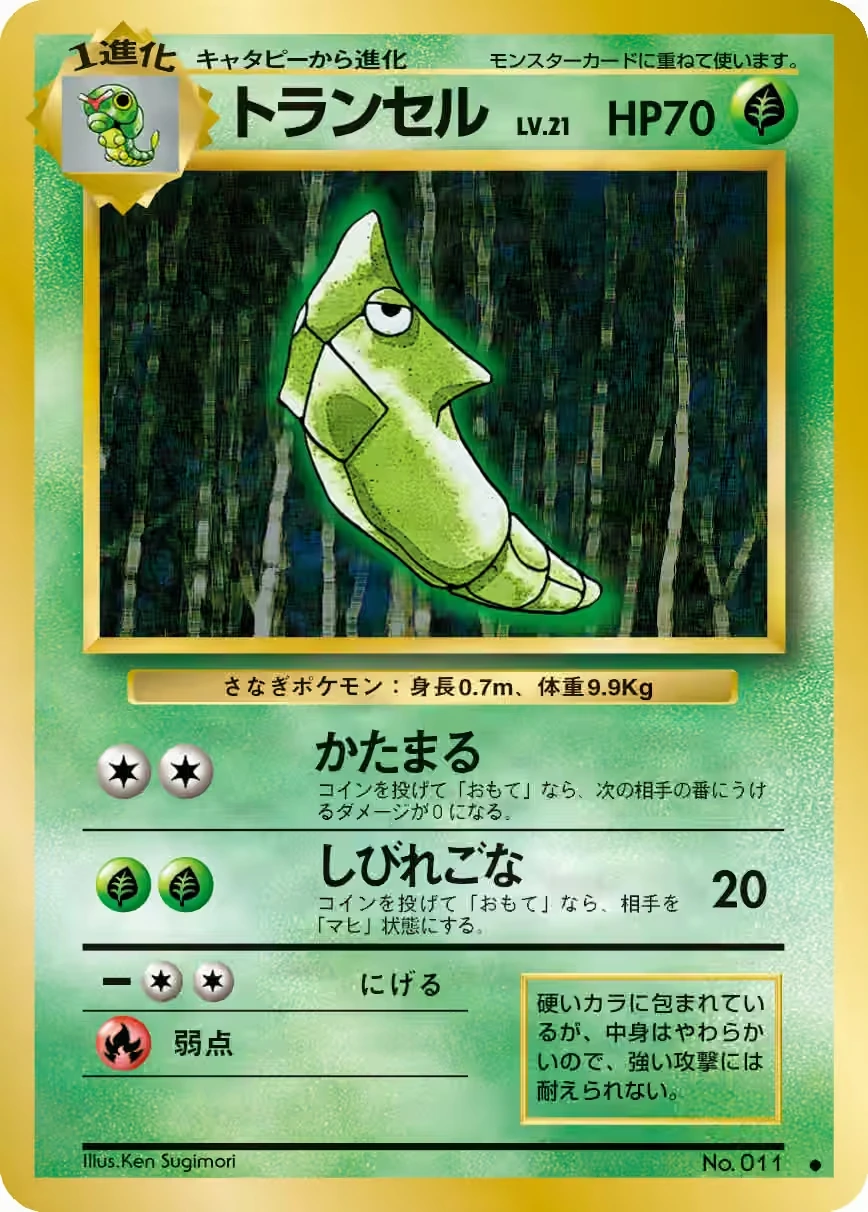 1進化 キャタピーから進化 モンスターカードに重ねて使います。
トランセル LV.21 HP70
さなぎポケモン：身長0.7m、体重9.9Kg
かたまる
コインを投げて「おもて」なら、次の相手の番にうけ
るダメージが0になる。
しびれごな 20
コインを投げて「おもて」なら、相手を
「マヒ」状態にする。
にげる
弱点
硬いカラに包まれてい
るが、中身はやわらか
いので、強い攻撃には
耐えられない。
Illus.Ken Sugimori No. 011